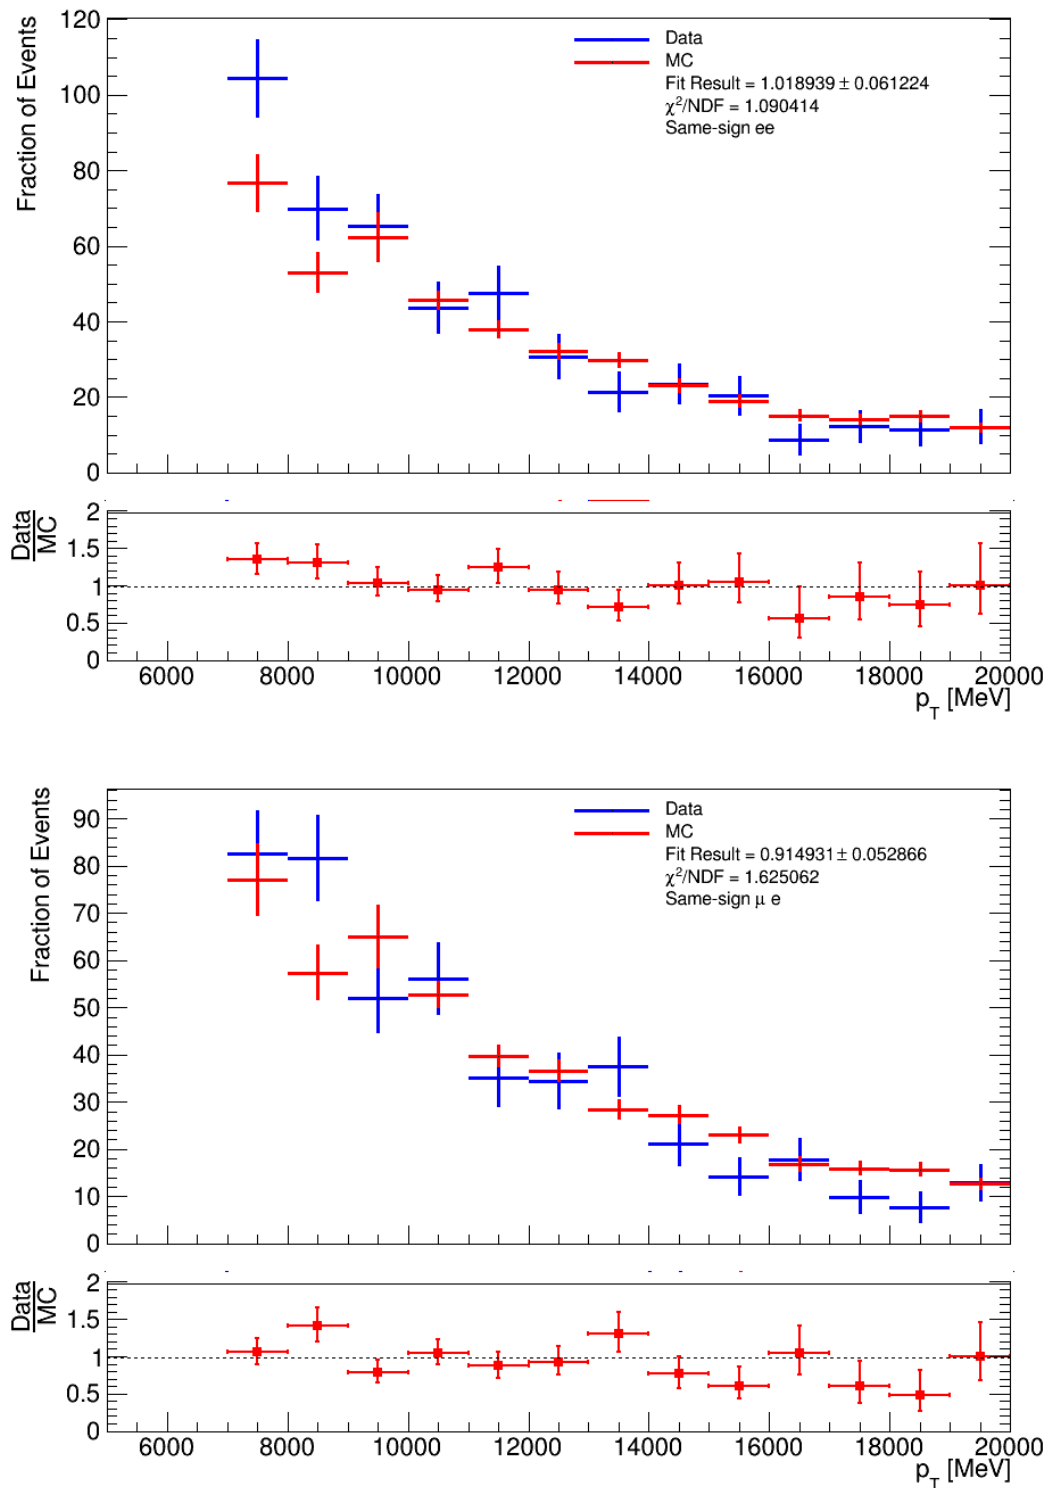 Fraction of Events
120
100
80
60
40
20
0
Data
MC
Fit Result = 1.018939 ± 0.061224
χ²/NDF = 1.090414
Same-sign ee
Data
MC
2
1.5
1
0.5
0
6000 8000 10000 12000 14000 16000 18000 20000
p_T [MeV]
Fraction of Events
90
80
70
60
50
40
30
20
10
0
Data
MC
Fit Result = 0.914931 ± 0.052866
χ²/NDF = 1.625062
Same-sign μ e
Data
MC
2
1.5
1
0.5
0
6000 8000 10000 12000 14000 16000 18000 20000
p_T [MeV]